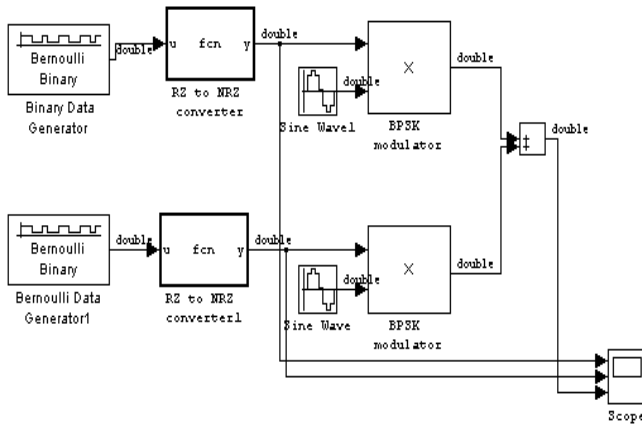 Bernoulli
Binary
Binary Data
Generator
double
u fcn y
RZ to NRZ
converter
double
Sine Wave1
double
X
BPSK
modulator
double
+
+
double
Bernoulli
Binary
Bernoulli Data
Generator1
double
u fcn y
RZ to NRZ
converter1
double
Sine Wave
double
X
BPSK
modulator
double
Scope